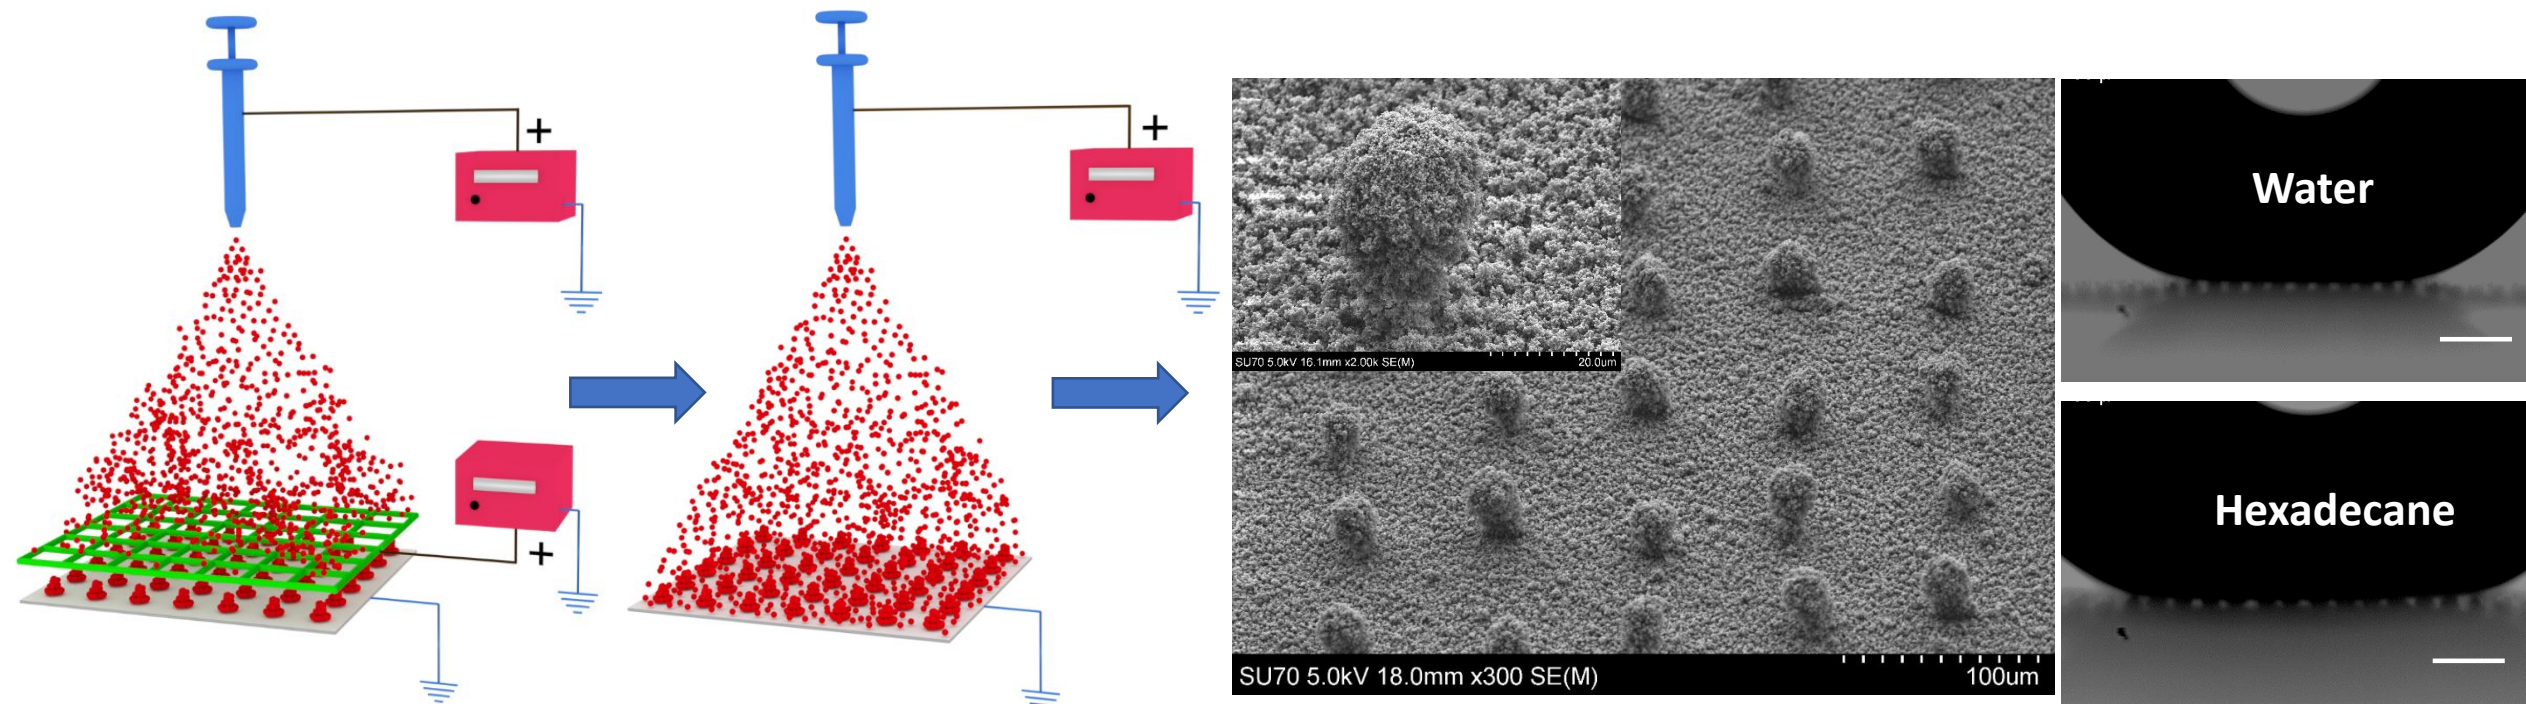 +
+
+
SU70 5.0kV 16.1mm x2.00k SE(M)
20.0um
SU70 5.0kV 18.0mm x300 SE(M)
100um
Water
Hexadecane